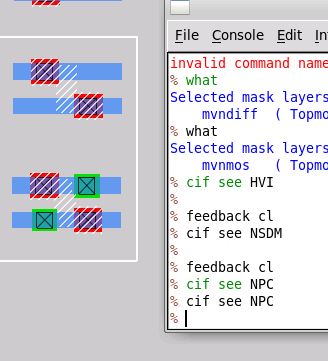 File Console Edit
invalid command name
% what
Selected mask layers
mvndiff ( Topmo
% what
Selected mask layers
mvnmos ( Topmo
% cif see HVI
%
% feedback cl
% cif see NSDM
%
% feedback cl
% cif see NPC
% cif see NPC
%